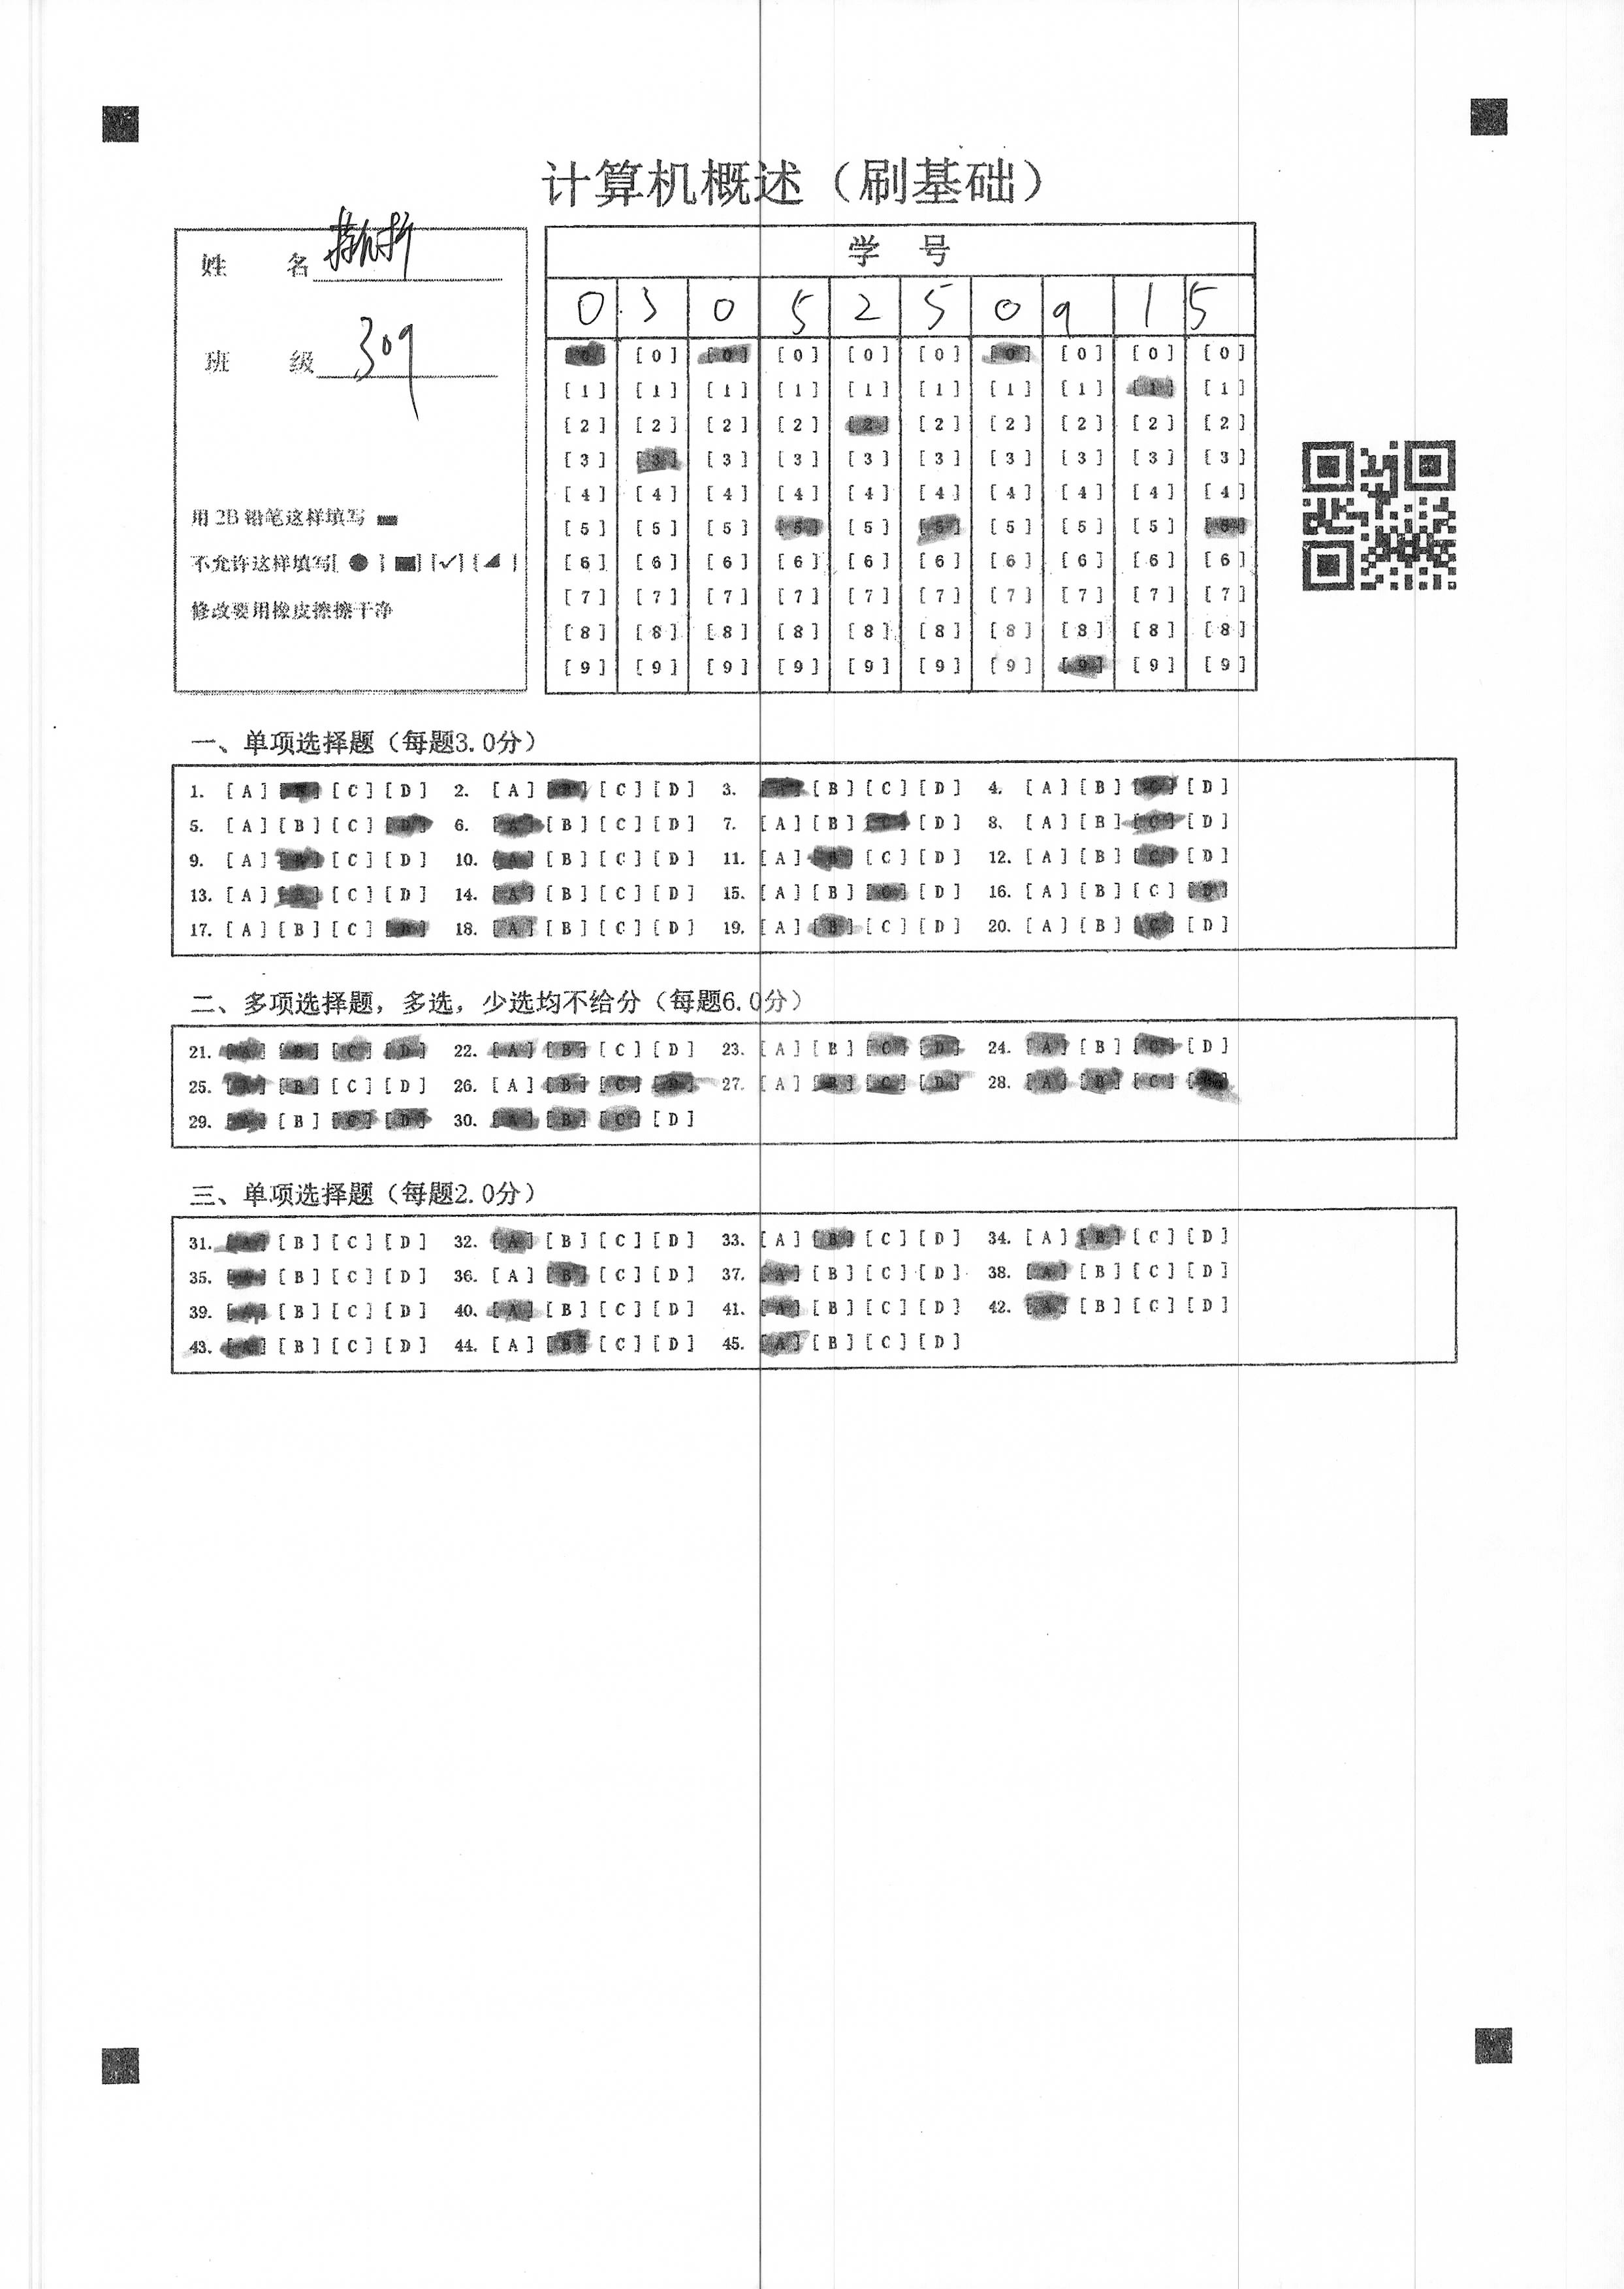 计算机概述（刷基础）
姓 名
班 级 309
用 2B 铅笔这样填写
不允许这样填写[ ● ] [■] [✓] [◢ ]
修改要用橡皮擦擦干净
学 号
0 3 0 5 2 5 0 9 1 5
[0] [0] [0] [0] [0] [0] [0] [0] [0] [0]
[1] [1] [1] [1] [1] [1] [1] [1] [1] [1]
[2] [2] [2] [2] [2] [2] [2] [2] [2] [2]
[3] [3] [3] [3] [3] [3] [3] [3] [3] [3]
[4] [4] [4] [4] [4] [4] [4] [4] [4] [4]
[5] [5] [5] [5] [5] [5] [5] [5] [5] [5]
[6] [6] [6] [6] [6] [6] [6] [6] [6] [6]
[7] [7] [7] [7] [7] [7] [7] [7] [7] [7]
[8] [8] [8] [8] [8] [8] [8] [8] [8] [8]
[9] [9] [9] [9] [9] [9] [9] [9] [9] [9]
一、单项选择题（每题3.0分）
1. [A] [B] [C] [D] 2. [A] [B] [C] [D] 3. [A] [B] [C] [D] 4. [A] [B] [C] [D]
5. [A] [B] [C] [D] 6. [A] [B] [C] [D] 7. [A] [B] [C] [D] 8. [A] [B] [C] [D]
9. [A] [B] [C] [D] 10. [A] [B] [C] [D] 11. [A] [B] [C] [D] 12. [A] [B] [C] [D]
13. [A] [B] [C] [D] 14. [A] [B] [C] [D] 15. [A] [B] [C] [D] 16. [A] [B] [C] [D]
17. [A] [B] [C] [D] 18. [A] [B] [C] [D] 19. [A] [B] [C] [D] 20. [A] [B] [C] [D]
二、多项选择题，多选，少选均不给分（每题6.0分）
21. [A] [B] [C] [D] 22. [A] [B] [C] [D] 23. [A] [B] [C] [D] 24. [A] [B] [C] [D]
25. [A] [B] [C] [D] 26. [A] [B] [C] [D] 27. [A] [B] [C] [D] 28. [A] [B] [C] [D]
29. [A] [B] [C] [D] 30. [A] [B] [C] [D]
三、单项选择题（每题2.0分）
31. [A] [B] [C] [D] 32. [A] [B] [C] [D] 33. [A] [B] [C] [D] 34. [A] [B] [C] [D]
35. [A] [B] [C] [D] 36. [A] [B] [C] [D] 37. [A] [B] [C] [D] 38. [A] [B] [C] [D]
39. [A] [B] [C] [D] 40. [A] [B] [C] [D] 41. [A] [B] [C] [D] 42. [A] [B] [C] [D]
43. [A] [B] [C] [D] 44. [A] [B] [C] [D] 45. [A] [B] [C] [D]